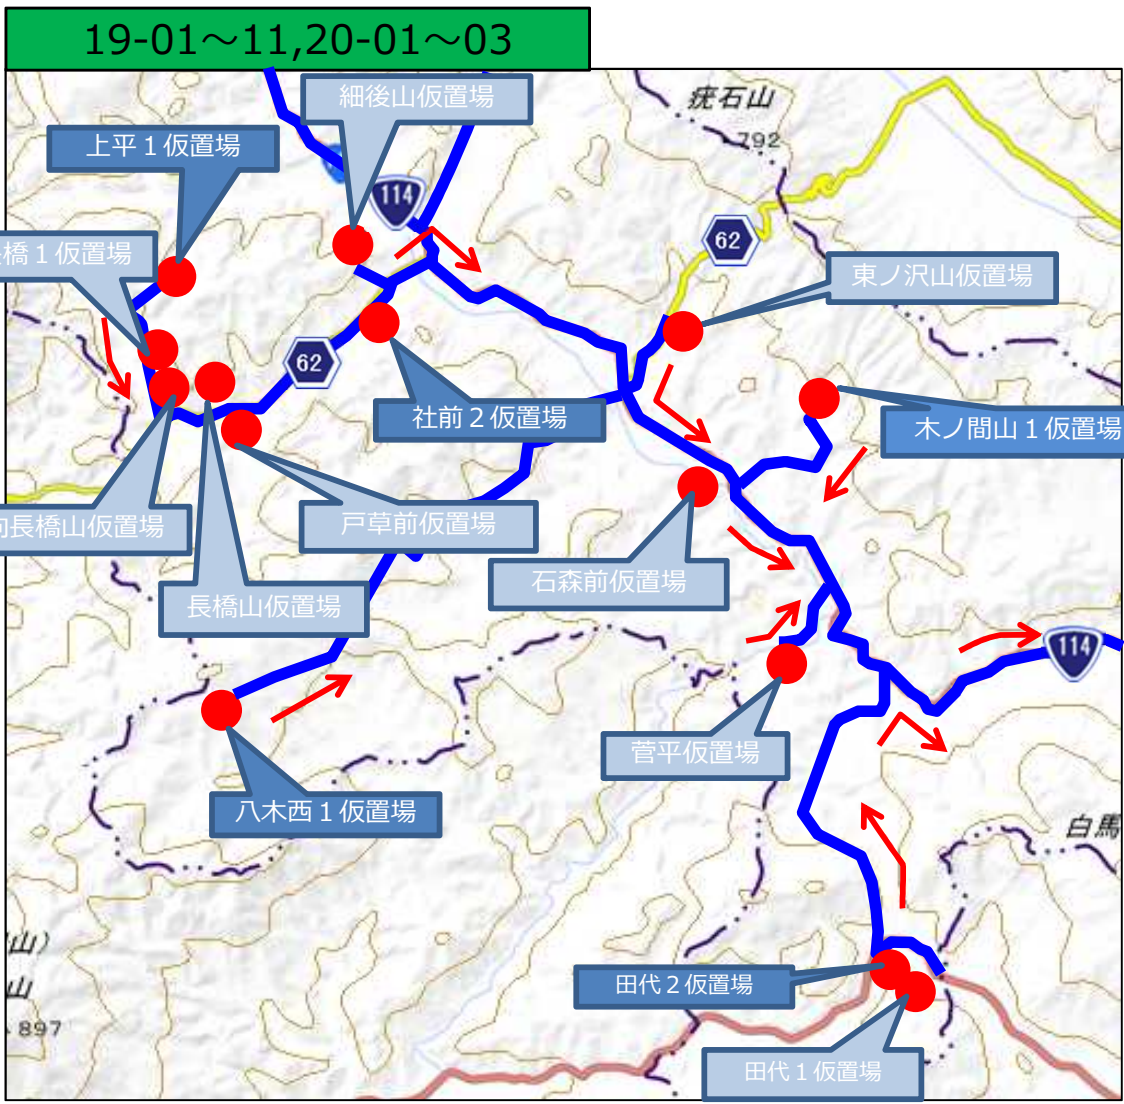 19-01～11,20-01～03
細後山仮置場
疣石山
792
上平１仮置場
114
62
橋１仮置場
東ノ沢山仮置場
62
社前２仮置場
木ノ間山１仮置場
向長橋山仮置場
戸草前仮置場
石森前仮置場
長橋山仮置場
114
菅平仮置場
八木西１仮置場
白馬
山）
山
897
田代２仮置場
田代１仮置場